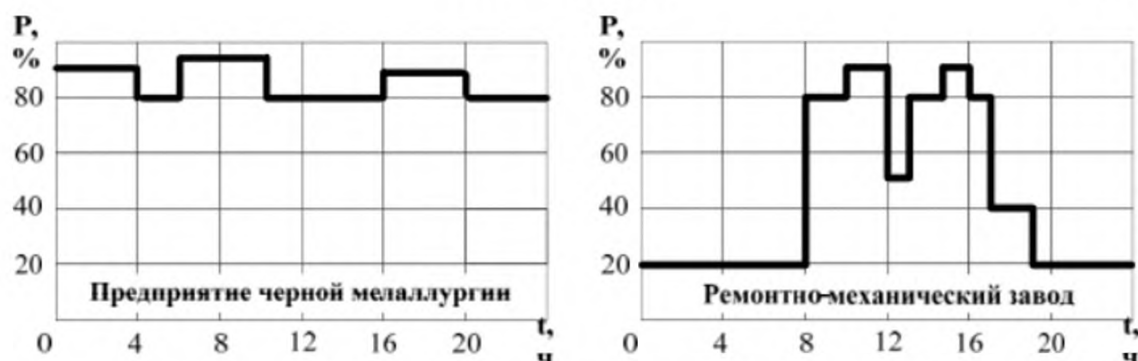 P,
%
80
60
40
20
Предприятие черной мелаллургии
0 4 8 12 16 20 t,
ч
P,
%
80
60
40
20
Ремонтно-механический завод
0 4 8 12 16 20 t,
ч